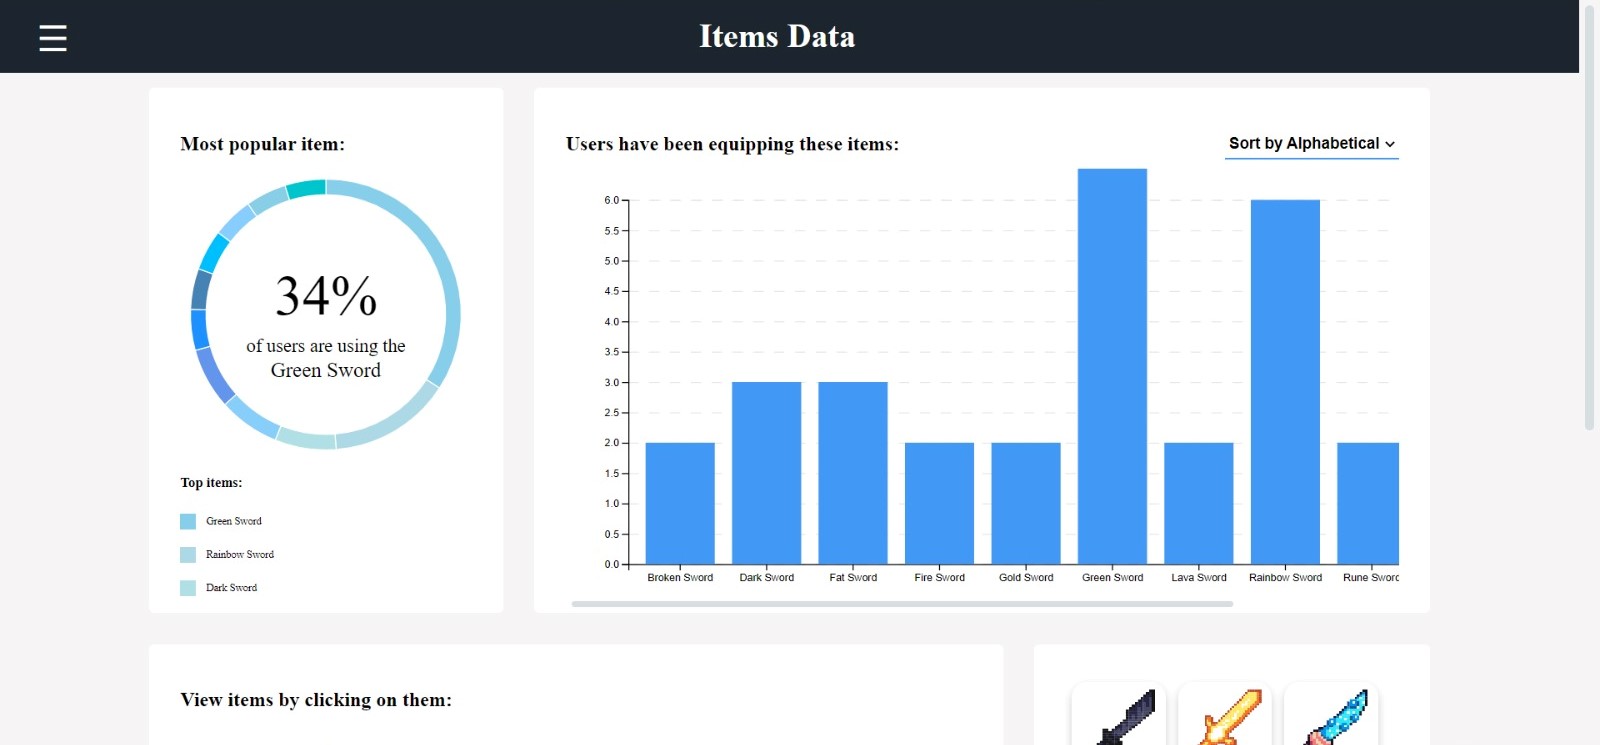 Items Data
Most popular item:
34%
of users are using the
Green Sword
Top items:
Green Sword
Rainbow Sword
Dark Sword
Users have been equipping these items:
Sort by Alphabetical
6.0
5.5
5.0
4.5
4.0
3.5
3.0
2.5
2.0
1.5
1.0
0.5
0.0
Broken Sword Dark Sword Fat Sword Fire Sword Gold Sword Green Sword Lava Sword Rainbow Sword Rune Sword
View items by clicking on them: